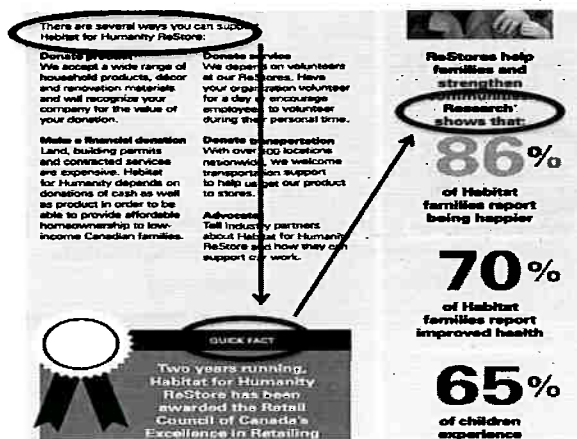 There are several ways you can support
Habitat for Humanity ReStore:
Donate product
We accept a wide range of
household products, décor
and renovation materials
and will recognize your
company for the value of
your donation.
Make a financial donation
Land, building permits
and contracted services
are expensive. Habitat
for Humanity depends on
donations of cash as well
as product in order to be
able to provide affordable
homeownership to low-
income Canadian families.
Donate service
We depend on volunteers
at our ReStores. Have
your organization volunteer
for a day or encourage
employees to volunteer
during their personal time.
Donate transportation
With over 100 locations
nationwide, we welcome
transportation support
to help us get our product
to stores.
Advocate
Tell industry partners
about Habitat for Humanity
ReStore and how they can
support our work.
QUICK FACT
Two years running,
Habitat for Humanity
ReStore has been
awarded the Retail
Council of Canada's
Excellence in Retailing
ReStores help
families and
strengthen
communities
Research*
shows that:
86%
of Habitat
families report
being happier
70%
of Habitat
families report
improved health
65%
of children
experience